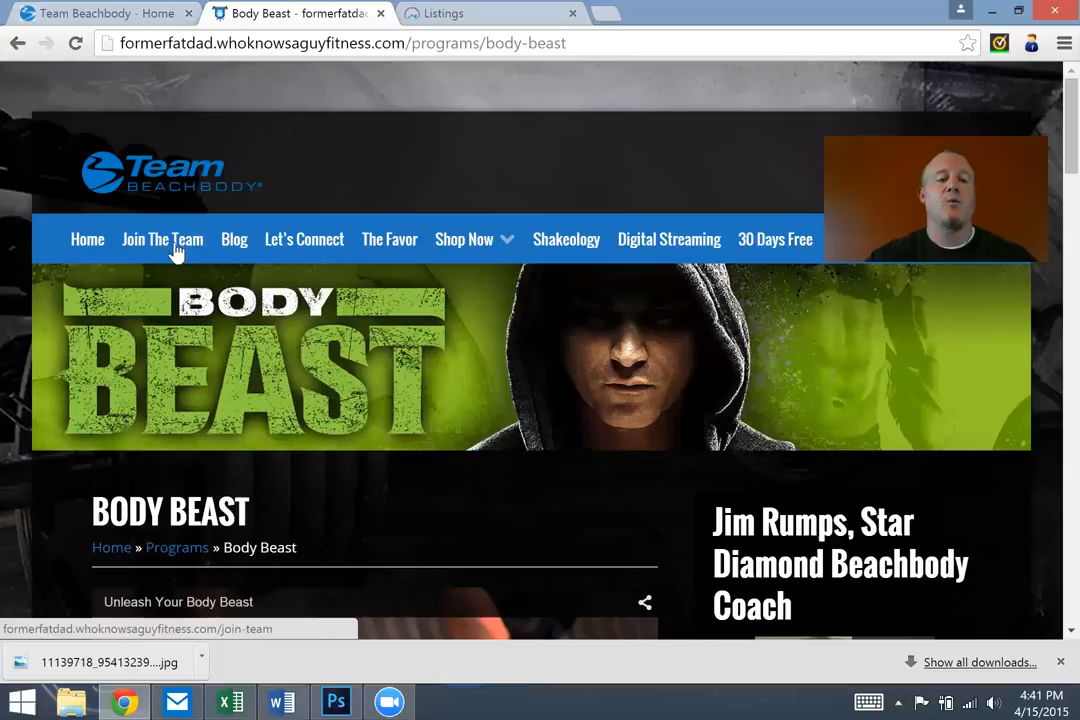 Team Beachbody - Home
Body Beast - formerfatdad
Listings
formerfatdad.whoknowsaguyfitness.com/programs/body-beast
Team
BEACHBODY®
Home
Join The Team
Blog
Let's Connect
The Favor
Shop Now
Shakeology
Digital Streaming
30 Days Free
BODY
BEAST
BODY BEAST
Home » Programs » Body Beast
Unleash Your Body Beast
Jim Rumps, Star
Diamond Beachbody
Coach
formerfatdad.whoknowsaguyfitness.com/join-team
11139718_95413239....jpg
Show all downloads...
4:41 PM
4/15/2015